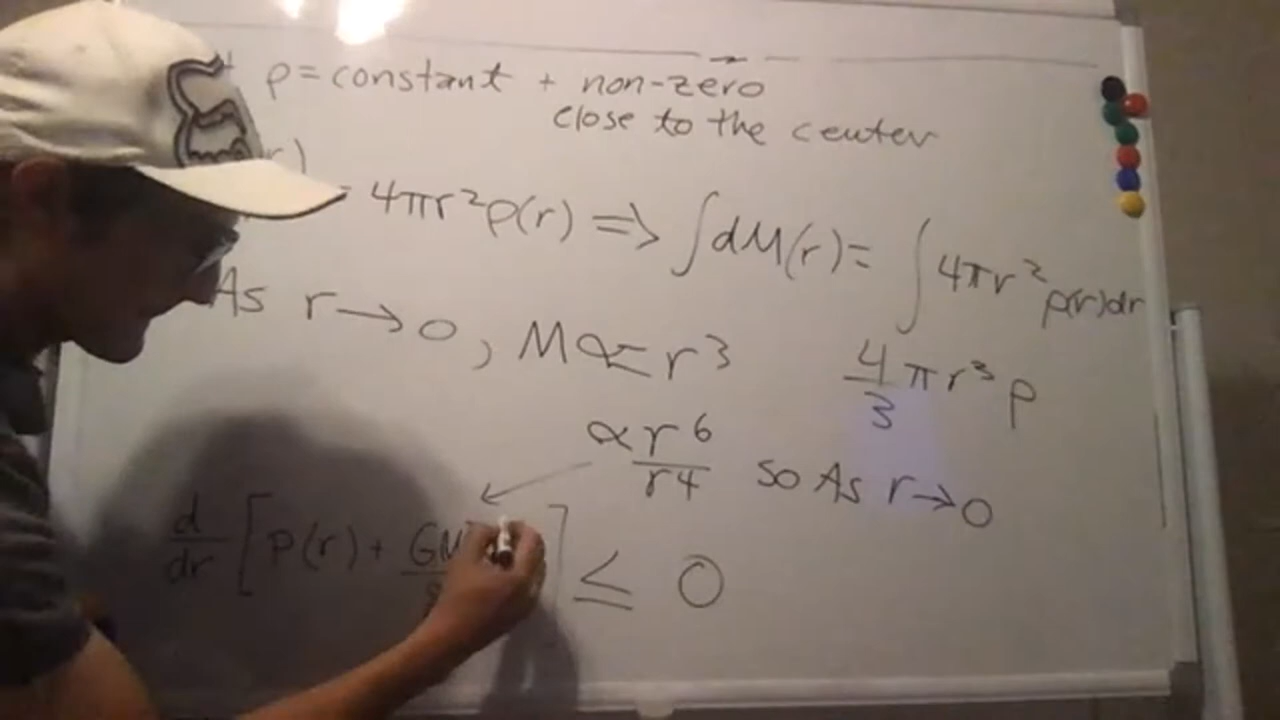 ρ = constant + non-zero
close to the center
r)
= 4πr²ρ(r) => ∫dM(r) = ∫4πr²ρ(r)dr
As r→0, M∝r³
4/3 πr³ρ
∝ r⁶/r⁴ so As r→0
d/dr [P(r) + GM ] ≤ 0